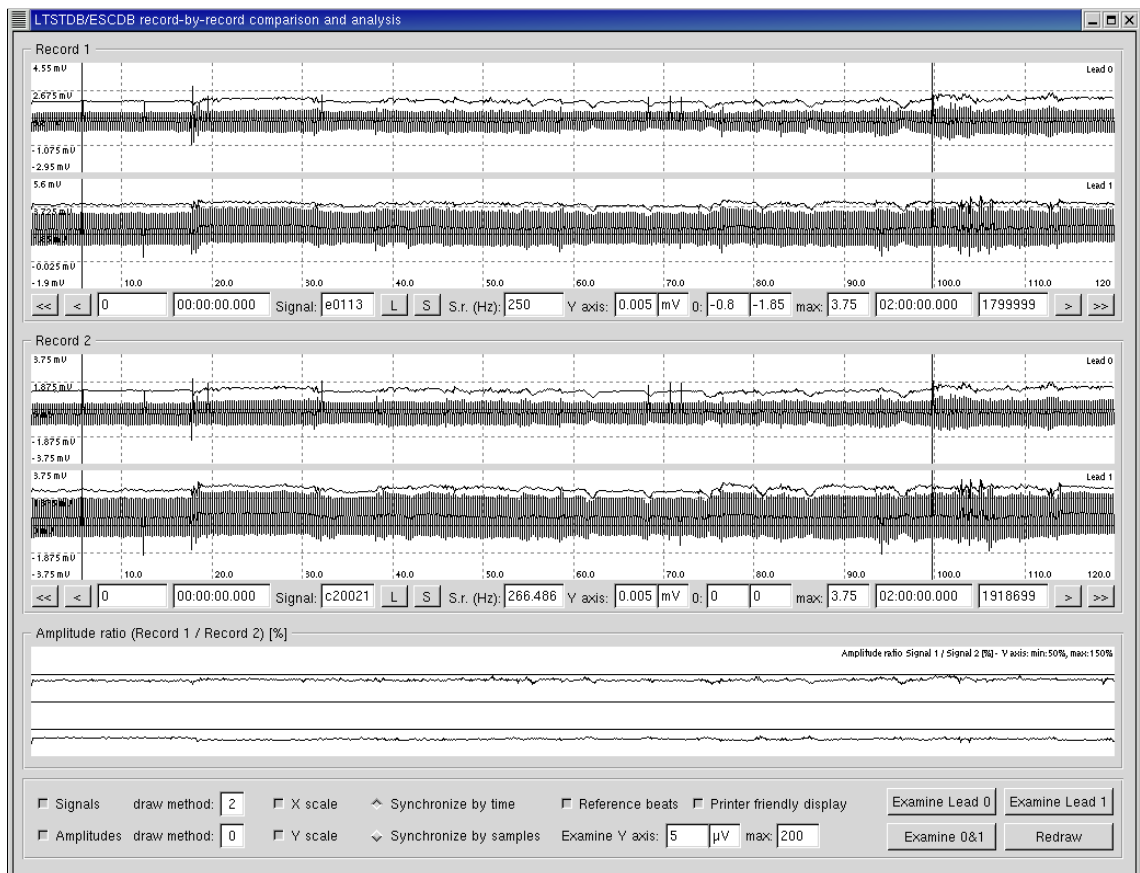 LTSTDB/ESCDB record-by-record comparison and analysis
Record 1
4.55 mV
Lead 0
2.675 mV
-1.075 mV
-2.95 mV
5.6 mV
Lead 1
3.725 mV
-0.025 mV
-1.9 mV 10.0 20.0 30.0 40.0 50.0 60.0 70.0 80.0 90.0 100.0 110.0 120
<< < 0 00:00:00.000 Signal: e0113 L S S.r. (Hz): 250 Y axis: 0.005 mV 0: -0.8 -1.85 max: 3.75 02:00:00.000 1799999 > >>
Record 2
3.75 mV
Lead 0
1.875 mV
-1.875 mV
-3.75 mV
3.75 mV
Lead 1
1.875 mV
0 mV
-1.875 mV
-3.75 mV 10.0 20.0 30.0 40.0 50.0 60.0 70.0 80.0 90.0 100.0 110.0 120.0
<< < 0 00:00:00.000 Signal: c20021 L S S.r. (Hz): 266.486 Y axis: 0.005 mV 0: 0 0 max: 3.75 02:00:00.000 1918699 > >>
Amplitude ratio (Record 1 / Record 2) [%]
Amplitude ratio Signal 1 / Signal 2 [%] - Y axis: min:50%, max:150%
Signals draw method: 2 X scale Synchronize by time Reference beats Printer friendly display Examine Lead 0 Examine Lead 1
Amplitudes draw method: 0 Y scale Synchronize by samples Examine Y axis: 5 µV max: 200 Examine 0&1 Redraw